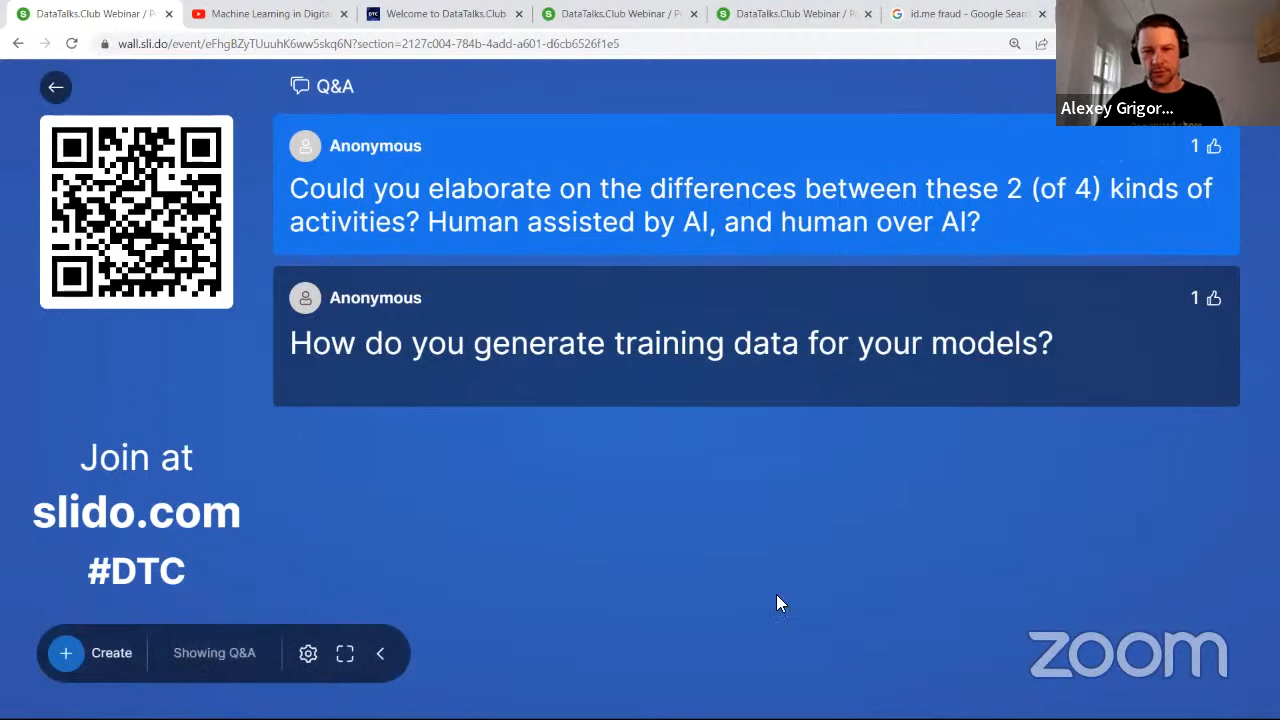 DataTalks.Club Webinar / P
Machine Learning in Digita
DTC
Welcome to DataTalks.Club
DataTalks.Club Webinar / P
DataTalks.Club Webinar / P
id.me fraud - Google Sear
wall.sli.do/event/eFhgBZyTUuuhK6ww5skq6N?section=2127c004-784b-4add-a601-d6cb6526f1e5
Q&A
Alexey Grigor...
Anonymous
1
Could you elaborate on the differences between these 2 (of 4) kinds of
activities? Human assisted by AI, and human over AI?
Anonymous
1
How do you generate training data for your models?
Join at
slido.com
#DTC
Create
Showing Q&A
zoom